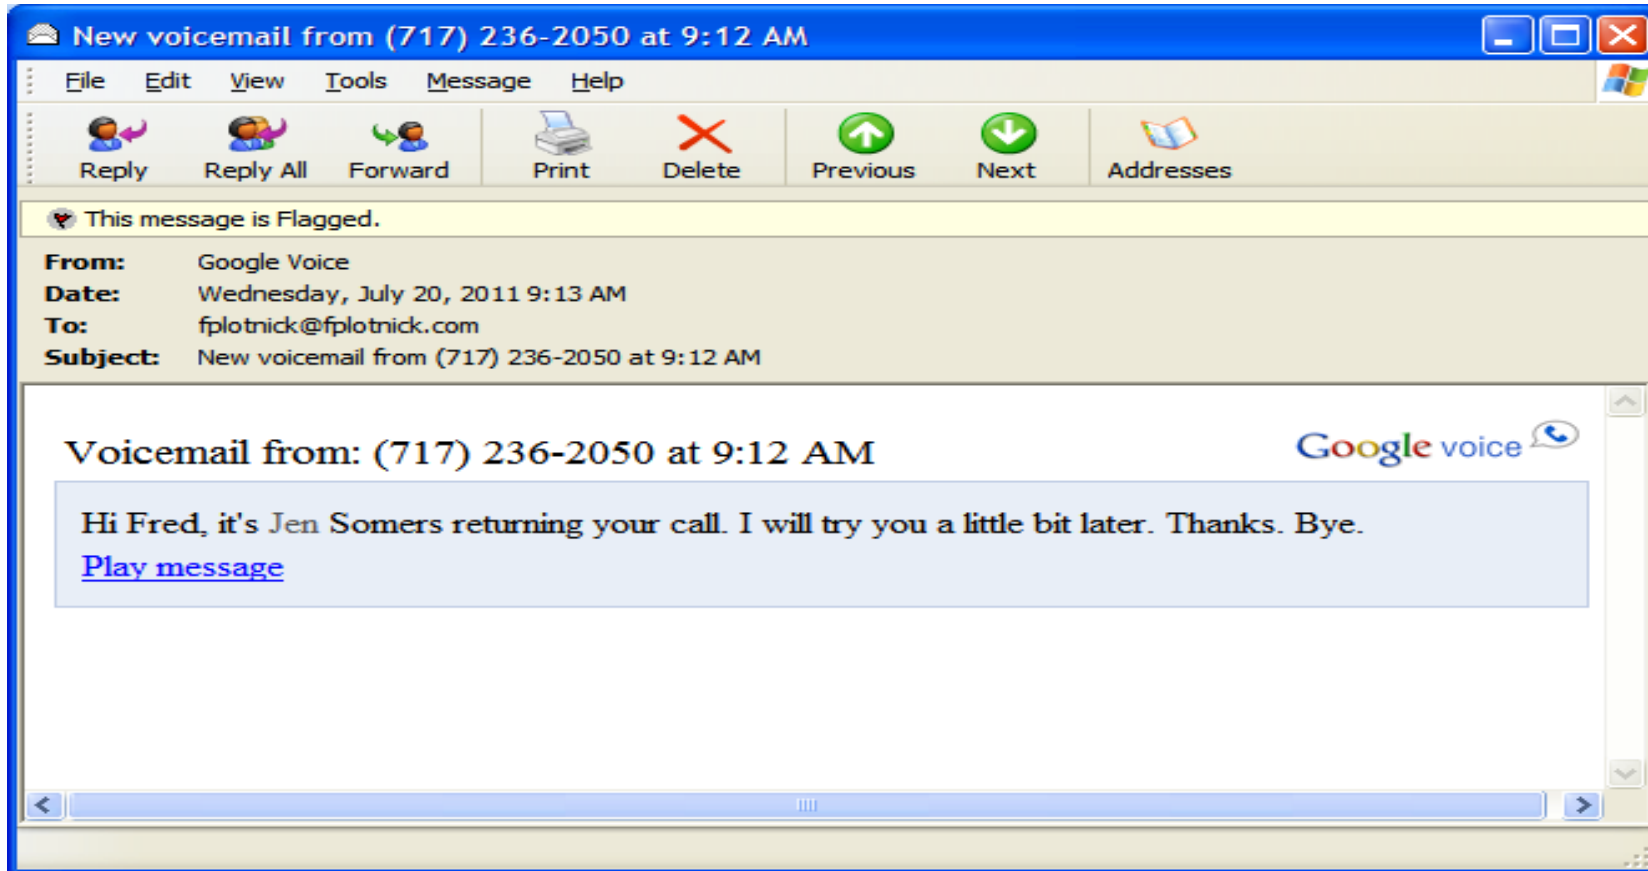 New voicemail from (717) 236-2050 at 9:12 AM
File Edit View Tools Message Help
Reply Reply All Forward Print Delete Previous Next Addresses
This message is Flagged.
From: Google Voice
Date: Wednesday, July 20, 2011 9:13 AM
To: fplotnick@fplotnick.com
Subject: New voicemail from (717) 236-2050 at 9:12 AM
Voicemail from: (717) 236-2050 at 9:12 AM
Google voice
Hi Fred, it's Jen Somers returning your call. I will try you a little bit later. Thanks. Bye.
Play message